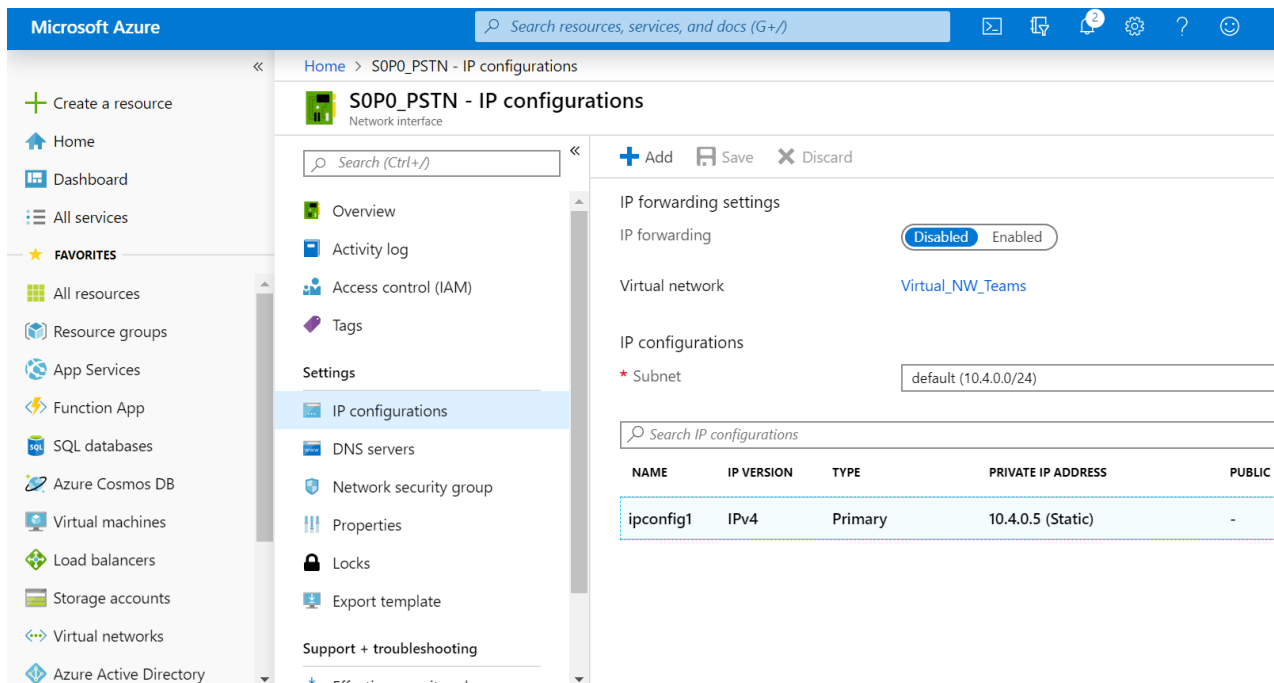 Microsoft Azure
Search resources, services, and docs (G+/)
2
Home > S0P0_PSTN - IP configurations
S0P0_PSTN - IP configurations
Network interface
Create a resource
Home
Dashboard
All services
FAVORITES
All resources
Resource groups
App Services
Function App
SQL databases
Azure Cosmos DB
Virtual machines
Load balancers
Storage accounts
Virtual networks
Azure Active Directory
Search (Ctrl+/)
Overview
Activity log
Access control (IAM)
Tags
Settings
IP configurations
DNS servers
Network security group
Properties
Locks
Export template
Support + troubleshooting
Add Save Discard
IP forwarding settings
IP forwarding Disabled Enabled
Virtual network Virtual_NW_Teams
IP configurations
* Subnet default (10.4.0.0/24)
Search IP configurations
NAME IP VERSION TYPE PRIVATE IP ADDRESS PUBLIC
ipconfig1 IPv4 Primary 10.4.0.5 (Static) -